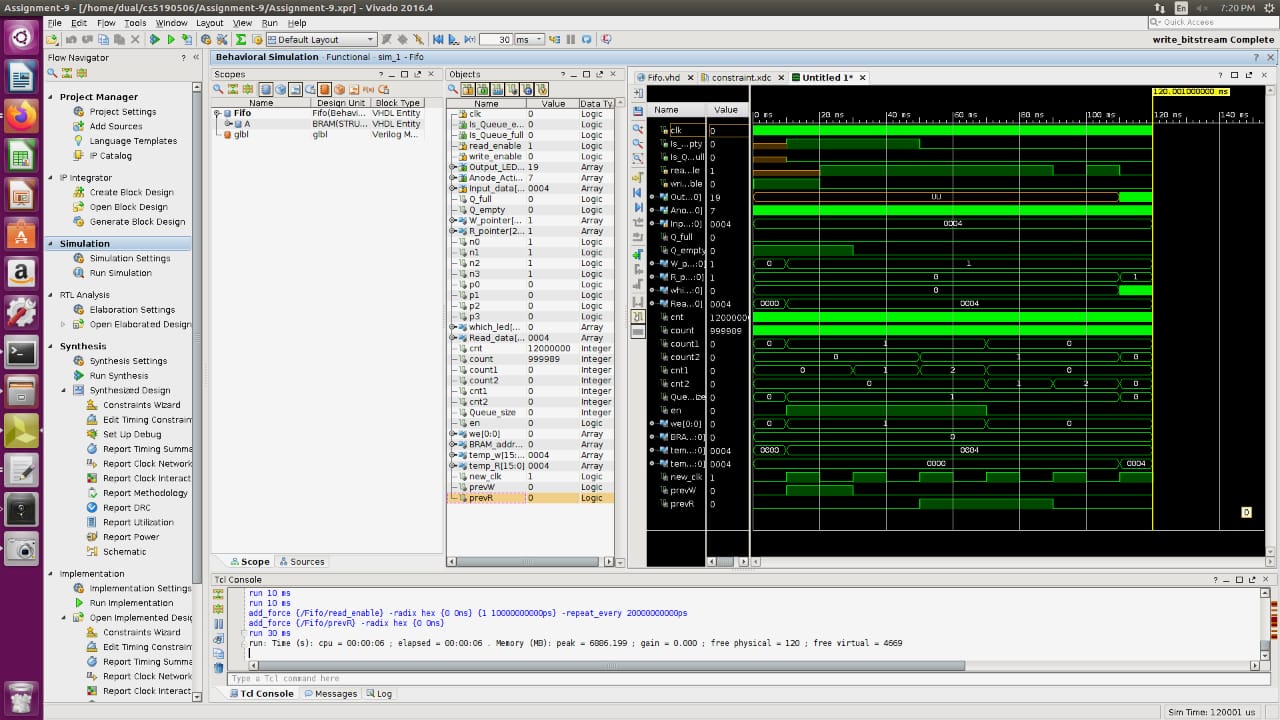 Assignment-9 - [/home/dual/cs5190506/Assignment-9/Assignment-9.xpr] - Vivado 2016.4
En
7:20 PM
File Edit Flow Tools Window Layout View Run Help
Quick Access
Default Layout
30 ms
write_bitstream Complete
Flow Navigator
Project Manager
Project Settings
Add Sources
Language Templates
IP Catalog
IP Integrator
Create Block Design
Open Block Design
Generate Block Design
Simulation
Simulation Settings
Run Simulation
RTL Analysis
Elaboration Settings
Open Elaborated Design
Synthesis
Synthesis Settings
Run Synthesis
Synthesized Design
Constraints Wizard
Edit Timing Constrain
Set Up Debug
Report Timing Summa
Report Clock Network
Report Clock Interact
Report Methodology
Report DRC
Report Utilization
Report Power
Schematic
Implementation
Implementation Settings
Run Implementation
Open Implemented Desig
Constraints Wizard
Edit Timing Constrain
Report Timing Summa
Report Clock Network
Report Clock Interact
Behavioral Simulation - Functional - sim_1 - Fifo
Scopes
Name Design Unit Block Type
Fifo Fifo(Behavi... VHDL Entity
A BRAM(STRU... VHDL Entity
glbl glbl Verilog M...
Scope Sources
Objects
Name Value Data Ty
clk 0 Logic
Is_Queue_e... 0 Logic
Is_Queue_full 0 Logic
read_enable 1 Logic
write_enable 0 Logic
Output_LED... 19 Array
Anode_Acti... 7 Array
Input_data[... 0004 Array
Q_full 0 Logic
Q_empty 0 Logic
W_pointer[... 1 Array
R_pointer[2... 1 Array
n0 1 Logic
n1 1 Logic
n2 1 Logic
n3 1 Logic
p0 0 Logic
p1 0 Logic
p2 0 Logic
p3 0 Logic
which_led[... 0 Array
Read_data[... 0004 Array
cnt 12000000 Integer
count 999989 Integer
count1 0 Integer
count2 0 Integer
cnt1 0 Integer
cnt2 0 Integer
Queue_size 0 Integer
en 0 Logic
we[0:0] 0 Array
BRAM_addr... 0 Array
temp_w[15:... 0004 Array
temp_R[15:0] 0004 Array
new_clk 1 Logic
prevW 0 Logic
prevR 0 Logic
Fifo.vhd constraint.xdc Untitled 1*
120.001000000 ms
Name Value
0 ms 20 ms 40 ms 60 ms 80 ms 100 ms 120 ms 140 ms
clk 0
Is_...pty 0
Is_Q...ull 0
rea...le 1
wri...ble 0
Out...0] 19 UU
Ano...0] 7
Inp...0] 0004 0004
Q_full 0
Q_empty 0
W_p...:0] 1 0 1
R_p...:0] 1 0 1
whi...:0] 0 0
Rea...0] 0004 0000 0004
cnt 12000000
count 999989
count1 0 0 1 0
count2 0 0 1 0
cnt1 0 0 1 2 0
cnt2 0 0 1 2 0
Que...ize 0 0 1 0
en 0
we[0:0] 0 0 1 0
BRA...:0] 0 0
tem...:0] 0004 0000 0004
tem...:0] 0004 0000 0004
new_clk 1
prevW 0
prevR 0
Tcl Console
run 10 ms
run 10 ms
add_force {/Fifo/read_enable} -radix hex {0 0ns} {1 10000000000ps} -repeat_every 20000000000ps
add_force {/Fifo/prevR} -radix hex {0 0ns}
run 30 ms
run: Time (s): cpu = 00:00:06 ; elapsed = 00:00:06 . Memory (MB): peak = 6886.199 ; gain = 0.000 ; free physical = 120 ; free virtual = 4669
Type a Tcl command here
Tcl Console Messages Log
Sim Time: 120001 us